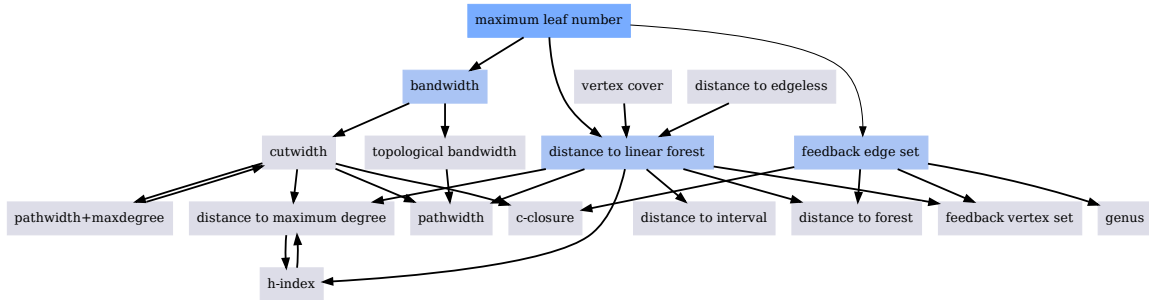 maximum leaf number
bandwidth
vertex cover
distance to edgeless
cutwidth
topological bandwidth
distance to linear forest
feedback edge set
pathwidth+maxdegree
distance to maximum degree
pathwidth
c-closure
distance to interval
distance to forest
feedback vertex set
genus
h-index